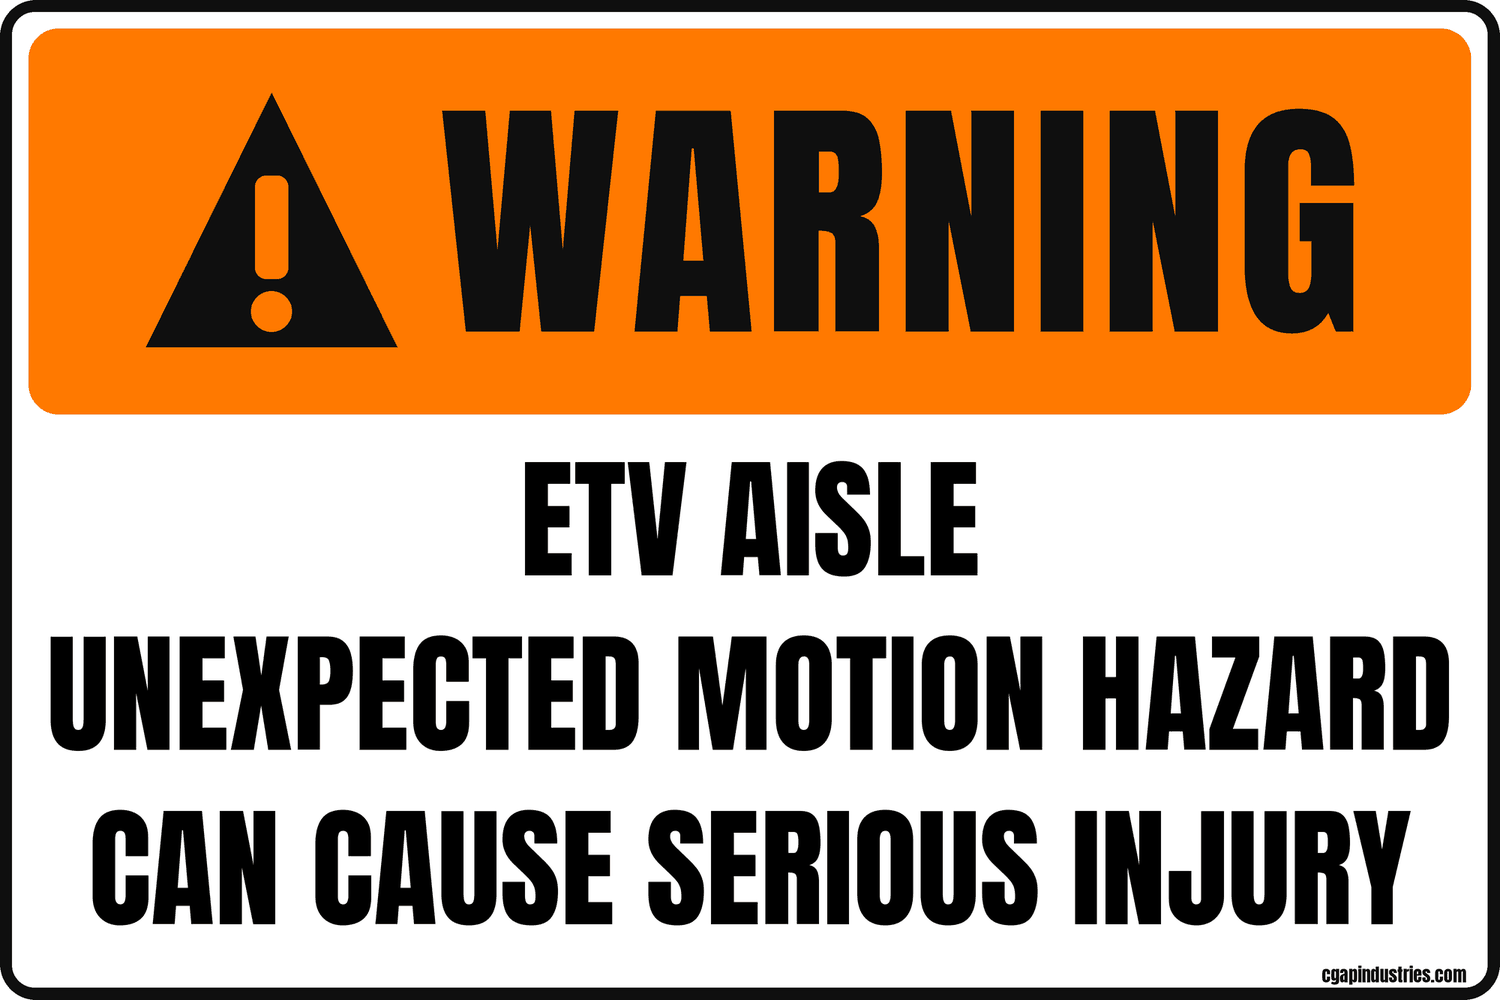 WARNING
ETV AISLE
UNEXPECTED MOTION HAZARD
CAN CAUSE SERIOUS INJURY
cgapindustries.com